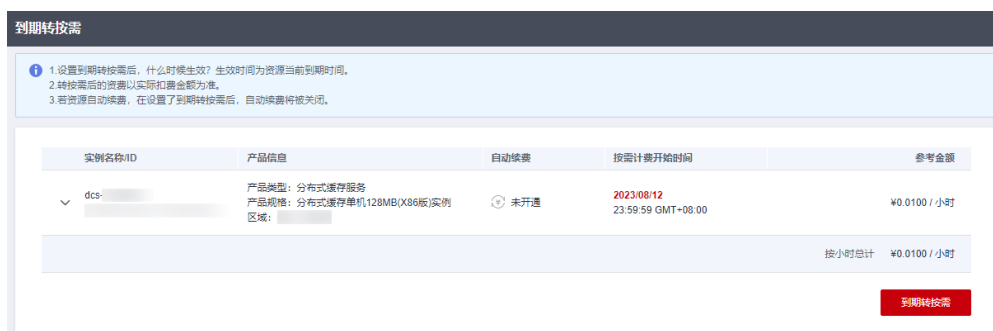 到期转按需
1.设置到期转按需后，什么时候生效？生效时间为资源当前到期时间。
2.转按需后的资费以实际扣费金额为准。
3.若资源自动续费，在设置了到期转按需后，自动续费将被关闭。
实例名称/ID 产品信息 自动续费 按需计费开始时间 参考金额
dcs- 产品类型：分布式缓存服务 未开通 2023/08/12 ¥0.0100 / 小时
产品规格：分布式缓存单机128MB(X86版)实例 23:59:59 GMT+08:00
区域：
按小时总计 ¥0.0100 / 小时
到期转按需